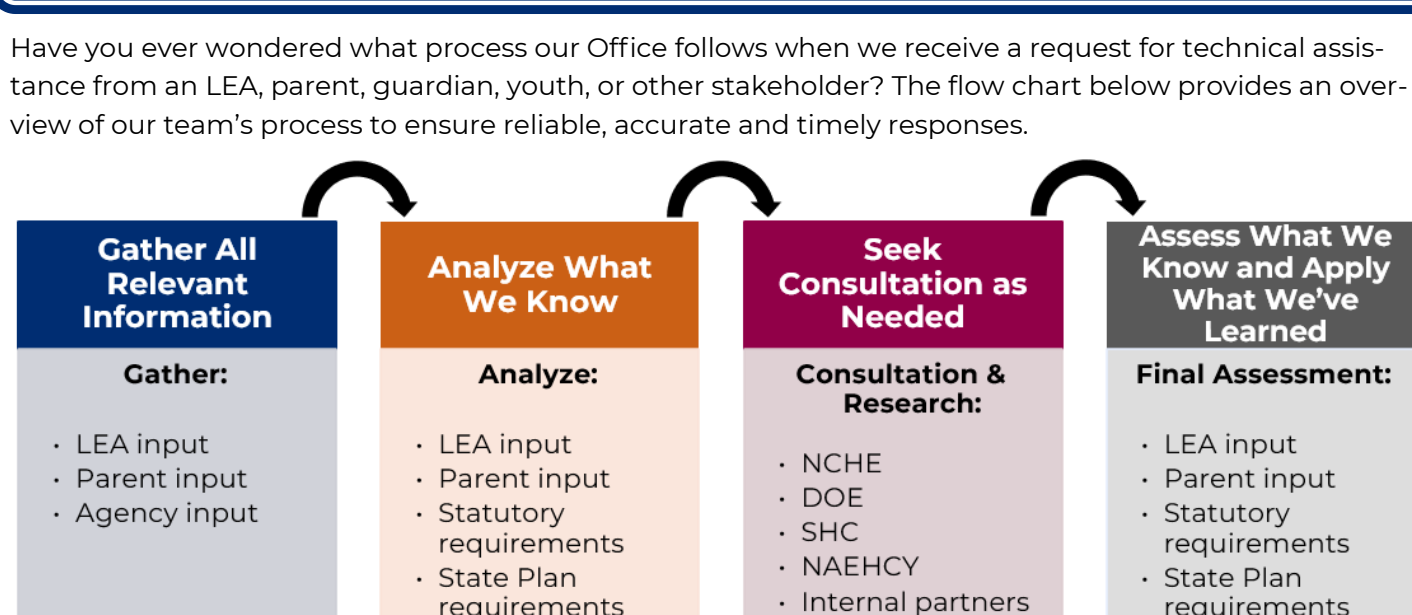 Have you ever wondered what process our Office follows when we receive a request for technical assis-
tance from an LEA, parent, guardian, youth, or other stakeholder? The flow chart below provides an over-
view of our team's process to ensure reliable, accurate and timely responses.
Gather All
Relevant
Information
Gather:
· LEA input
· Parent input
· Agency input
Analyze What
We Know
Analyze:
· LEA input
· Parent input
· Statutory
requirements
· State Plan
requirements
Seek
Consultation as
Needed
Consultation &
Research:
· NCHE
· DOE
· SHC
· NAEHCY
· Internal partners
Assess What We
Know and Apply
What We've
Learned
Final Assessment:
· LEA input
· Parent input
· Statutory
requirements
· State Plan
requirements